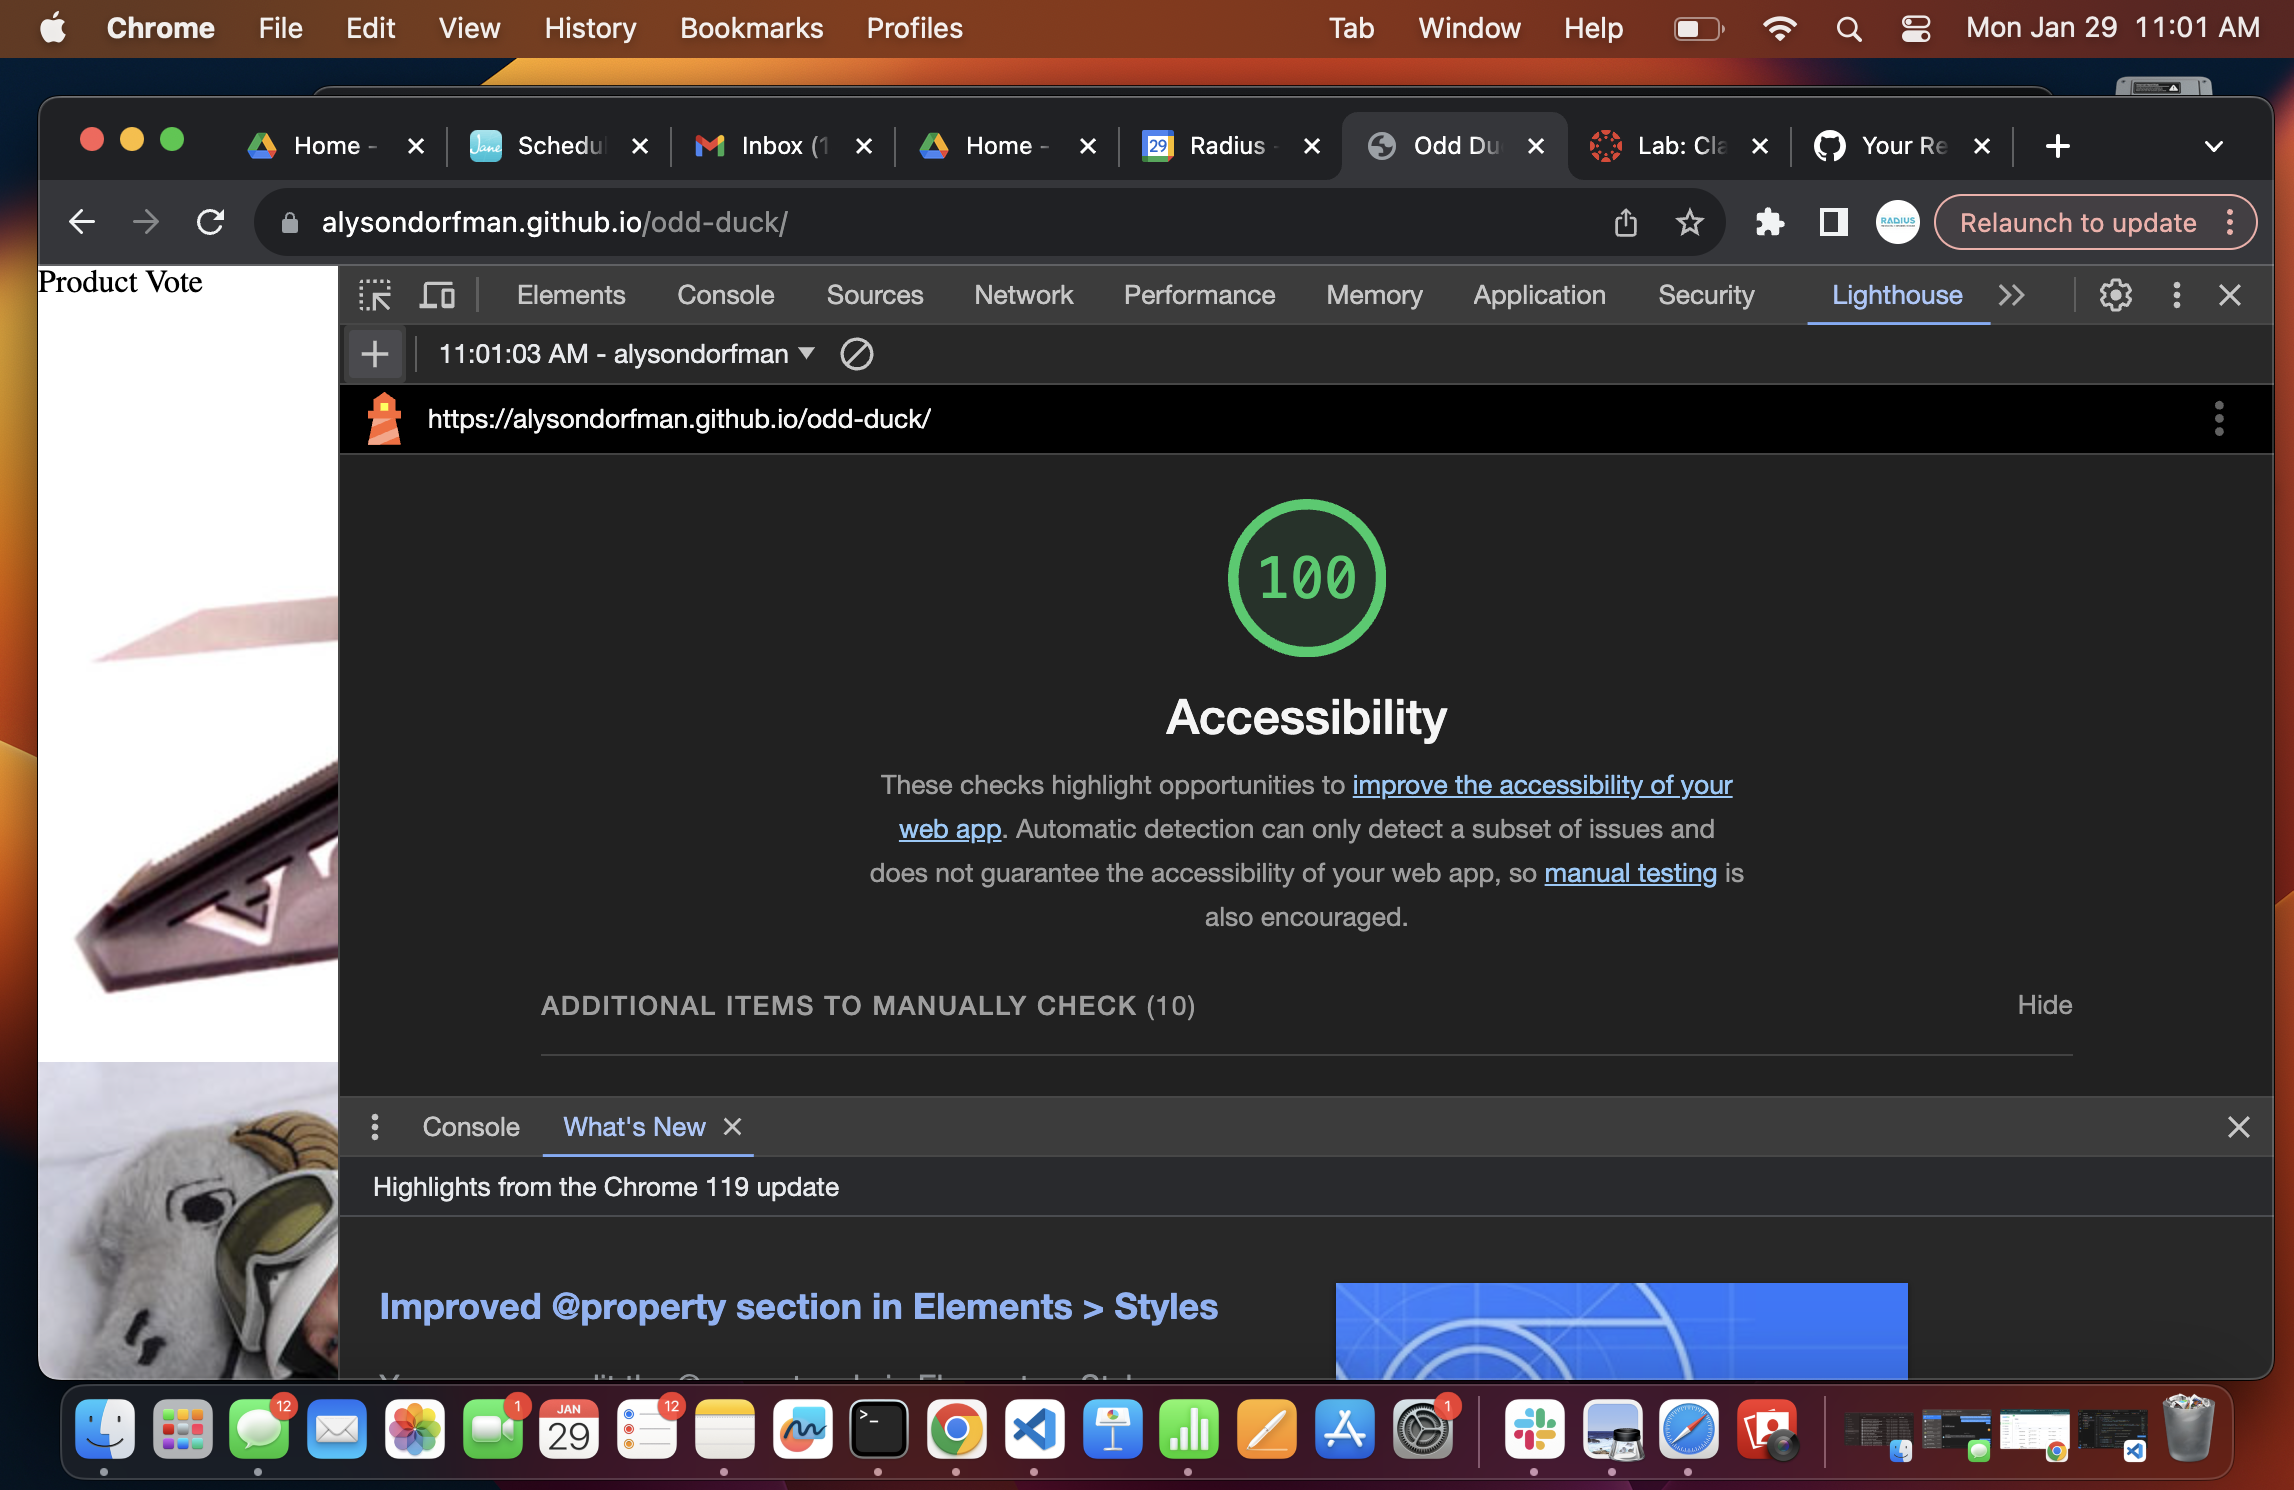 Chrome File Edit View History Bookmarks Profiles Tab Window Help Mon Jan 29 11:01 AM
Home - Jane Schedul Inbox (1 Home - 29 Radius - Odd Du Lab: Cla Your Re
alysondorfman.github.io/odd-duck/ RADIUS Relaunch to update
Product Vote
Elements Console Sources Network Performance Memory Application Security Lighthouse
11:01:03 AM - alysondorfman
https://alysondorfman.github.io/odd-duck/
100
Accessibility
These checks highlight opportunities to improve the accessibility of your
web app. Automatic detection can only detect a subset of issues and
does not guarantee the accessibility of your web app, so manual testing is
also encouraged.
ADDITIONAL ITEMS TO MANUALLY CHECK (10) Hide
Console What's New
Highlights from the Chrome 119 update
Improved @property section in Elements > Styles
12 1 JAN 29 12 >_ 1